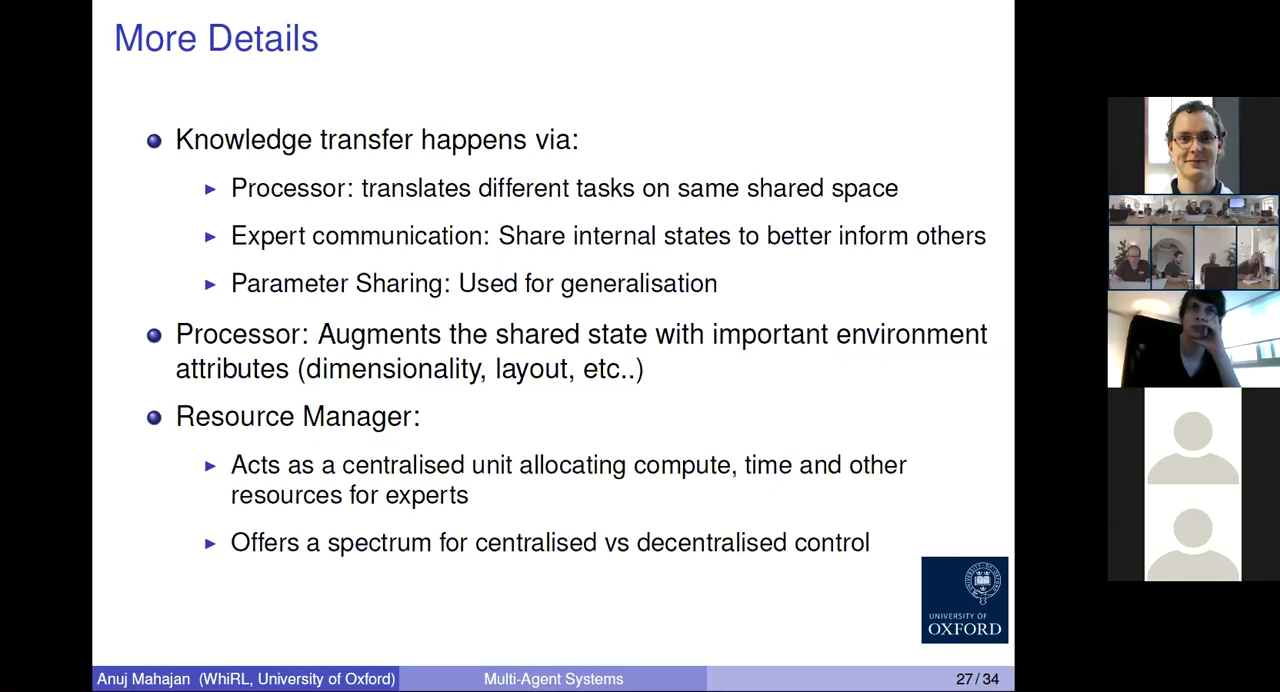 More Details
Knowledge transfer happens via:
Processor: translates different tasks on same shared space
Expert communication: Share internal states to better inform others
Parameter Sharing: Used for generalisation
Processor: Augments the shared state with important environment
attributes (dimensionality, layout, etc..)
Resource Manager:
Acts as a centralised unit allocating compute, time and other
resources for experts
Offers a spectrum for centralised vs decentralised control
UNIVERSITY OF
OXFORD
Anuj Mahajan (WhiRL, University of Oxford)
Multi-Agent Systems
27 / 34